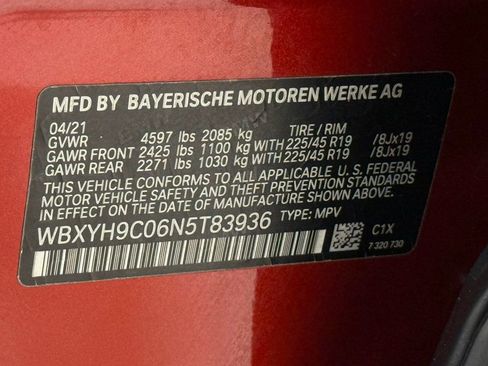 MFD BY BAYERISCHE MOTOREN WERKE AG
04/21
GVWR 4597 lbs 2085 kg TIRE / RIM
GAWR FRONT 2425 lbs 1100 kg 225/45 R19 /8Jx19
GAWR REAR 2271 lbs 1030 kg 225/45 R19 /8Jx19
THIS VEHICLE CONFORMS TO ALL APPLICABLE U. S. FEDERAL
MOTOR VEHICLE SAFETY, BUMPER, AND THEFT PREVENTION
STANDARDS IN EFFECT ON THE DATE OF MANUFACTURE SHOWN ABOVE.
WBXYH9C06N5T83936 TYPE: MPV
C1X
7 320 730